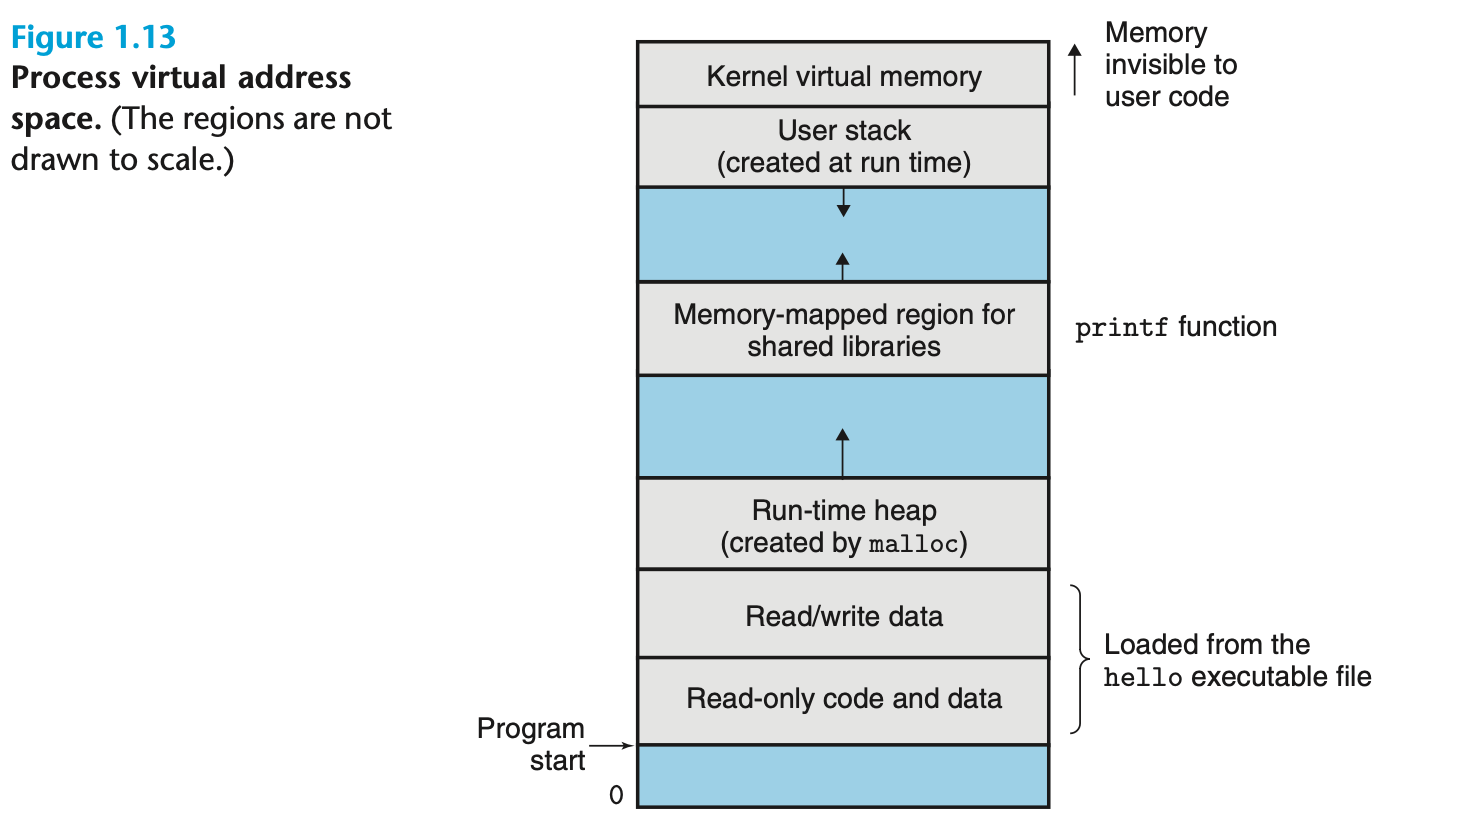 Figure 1.13
Process virtual address
space. (The regions are not
drawn to scale.)
Kernel virtual memory
Memory
invisible to
user code
User stack
(created at run time)
Memory-mapped region for
shared libraries
printf function
Run-time heap
(created by malloc)
Read/write data
Read-only code and data
Loaded from the
hello executable file
Program
start
0